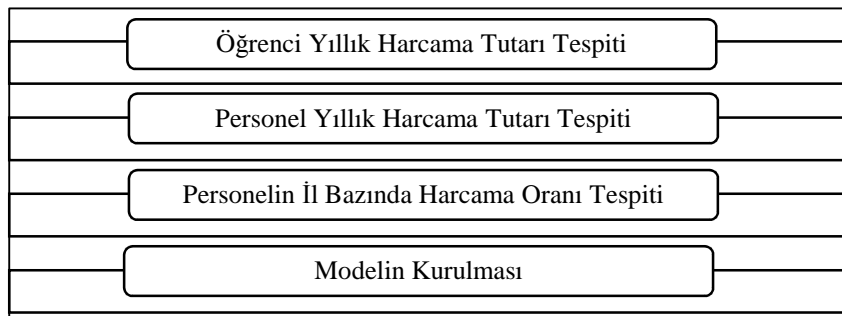 Öğrenci Yıllık Harcama Tutarı Tespiti
Personel Yıllık Harcama Tutarı Tespiti
Personelin İl Bazında Harcama Oranı Tespiti
Modelin Kurulması